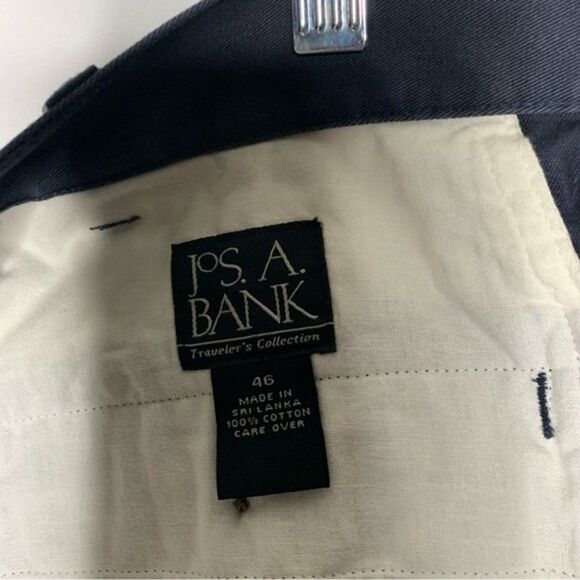 JOS. A.
BANK
Traveler's Collection
46
MADE IN
SRI LANKA
100% COTTON
CARE OVER